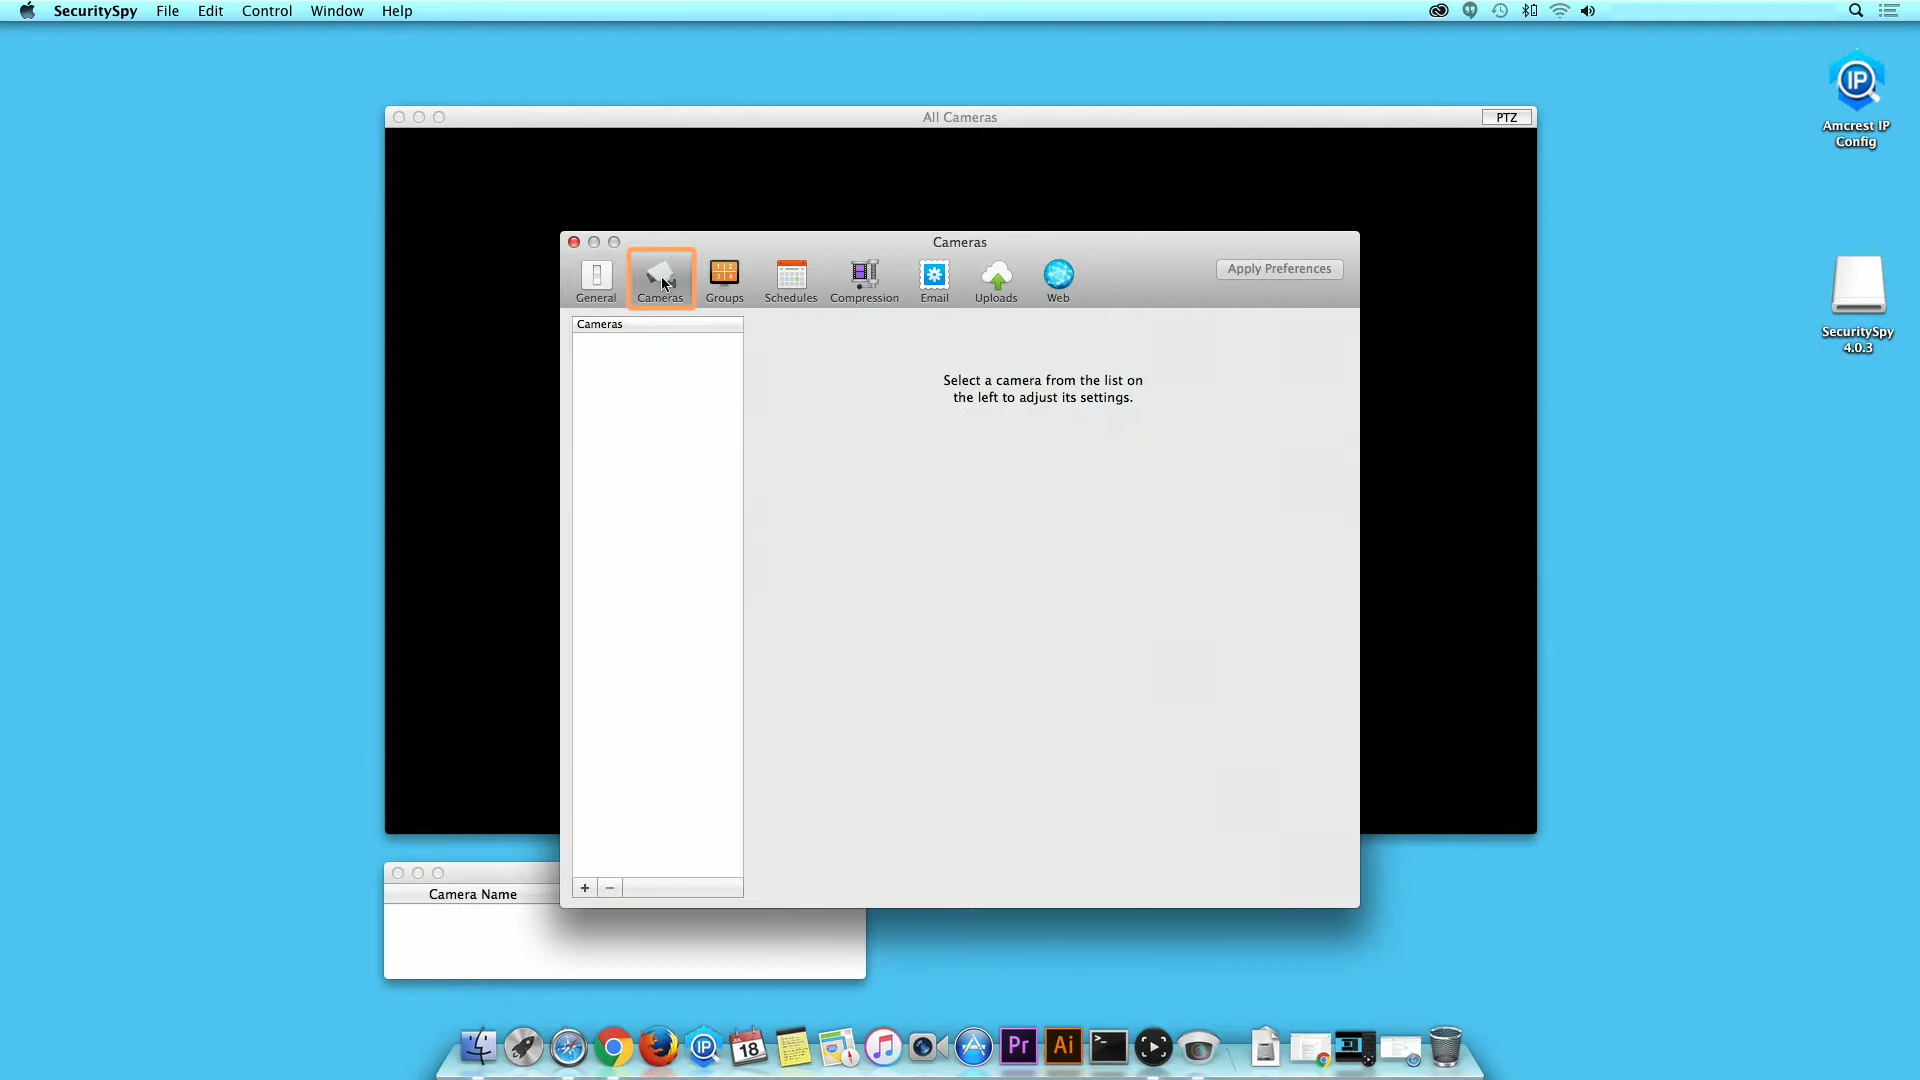 SecuritySpy File Edit Control Window Help
IP
Amcrest IP
Config
All Cameras
PTZ
Cameras
General Cameras Groups Schedules Compression Email Uploads Web
Apply Preferences
Cameras
Select a camera from the list on
the left to adjust its settings.
SecuritySpy
4.0.3
+ −
Camera Name
IP
18
Pr
Ai